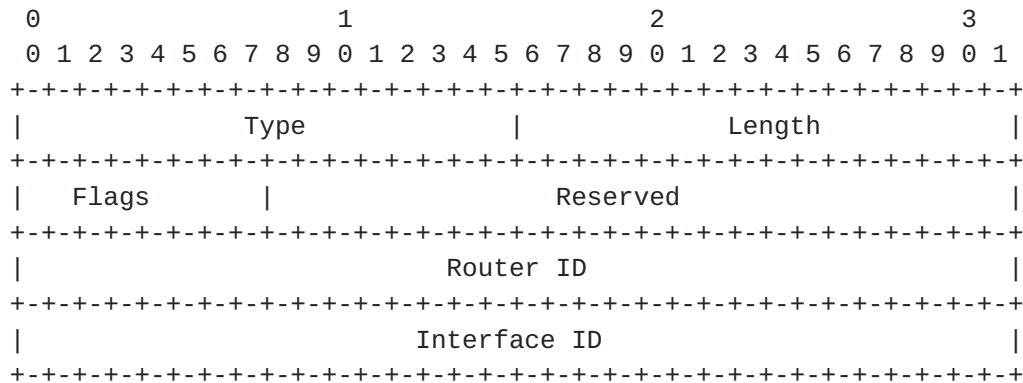 0                   1                   2                   3
 0 1 2 3 4 5 6 7 8 9 0 1 2 3 4 5 6 7 8 9 0 1 2 3 4 5 6 7 8 9 0 1
+-+-+-+-+-+-+-+-+-+-+-+-+-+-+-+-+-+-+-+-+-+-+-+-+-+-+-+-+-+-+-+-+
|              Type             |             Length            |
+-+-+-+-+-+-+-+-+-+-+-+-+-+-+-+-+-+-+-+-+-+-+-+-+-+-+-+-+-+-+-+-+
|   Flags       |                  Reserved                     |
+-+-+-+-+-+-+-+-+-+-+-+-+-+-+-+-+-+-+-+-+-+-+-+-+-+-+-+-+-+-+-+-+
|                           Router ID                           |
+-+-+-+-+-+-+-+-+-+-+-+-+-+-+-+-+-+-+-+-+-+-+-+-+-+-+-+-+-+-+-+-+
|                         Interface ID                          |
+-+-+-+-+-+-+-+-+-+-+-+-+-+-+-+-+-+-+-+-+-+-+-+-+-+-+-+-+-+-+-+-+